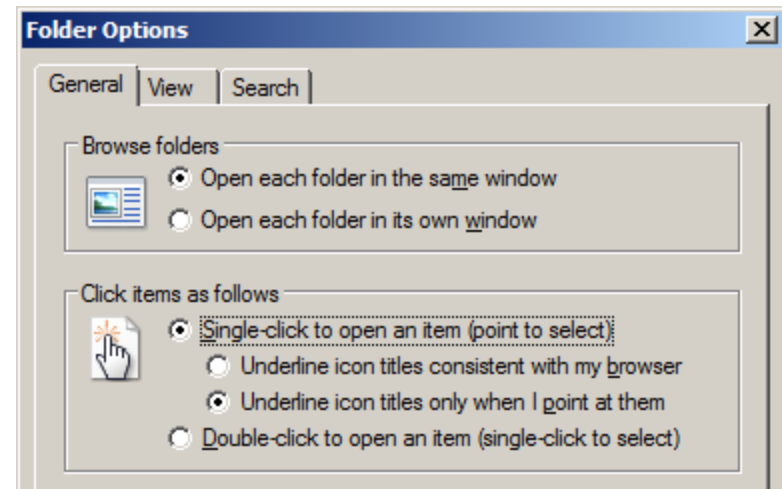 Folder Options
General View Search
Browse folders
Open each folder in the same window
Open each folder in its own window
Click items as follows
Single-click to open an item (point to select)
Underline icon titles consistent with my browser
Underline icon titles only when I point at them
Double-click to open an item (single-click to select)